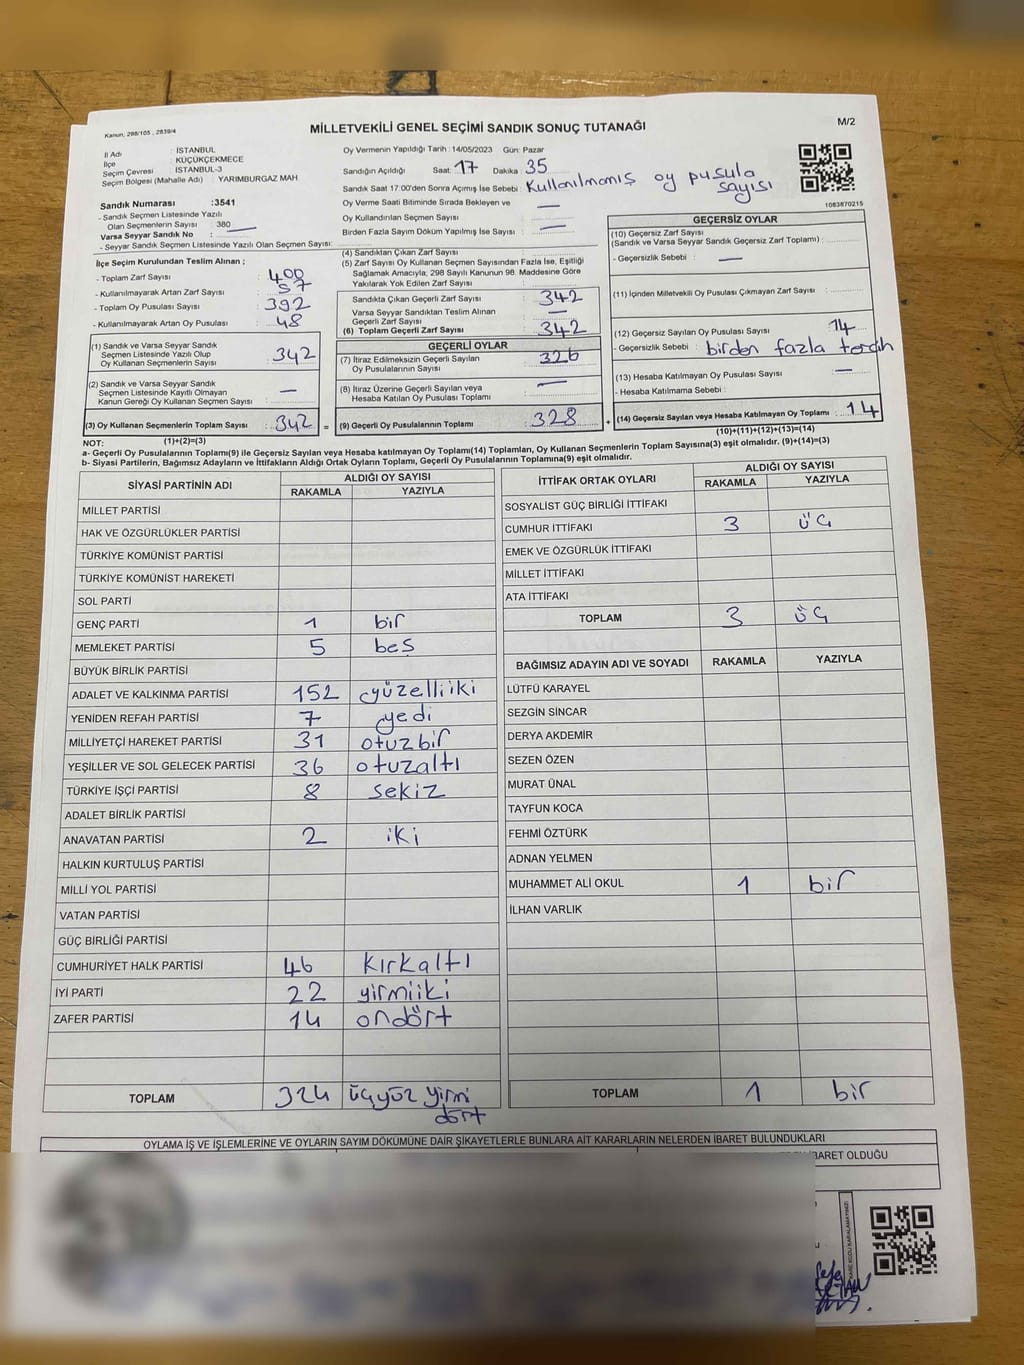 Kanun, 298/105 , 2839/4
MİLLETVEKİLİ GENEL SEÇİMİ SANDIK SONUÇ TUTANAĞI
M/2
İl Adı : İSTANBUL
İlçe : KÜÇÜKÇEKMECE
Seçim Çevresi : İSTANBUL-3
Seçim Bölgesi (Mahalle Adı) : YARIMBURGAZ MAH
Sandık Numarası :3541
- Sandık Seçmen Listesinde Yazılı Olan Seçmenlerin Sayısı : 380
Varsa Seyyar Sandık No :
- Seyyar Sandık Seçmen Listesinde Yazılı Olan Seçmen Sayısı:
Oy Vermenin Yapıldığı Tarih : 14/05/2023 Gün: Pazar
Sandığın Açıldığı Saat: 17 Dakika : 35
Sandık Saat 17:00'den Sonra Açımış İse Sebebi : Kullanılmamış oy pusula sayısı
Oy Verme Saati Bitiminde Sırada Bekleyen ve
Oy Kullandırılan Seçmen Sayısı :
Birden Fazla Sayım Döküm Yapılmış İse Sayısı :
1083870215
İlçe Seçim Kurulundan Teslim Alınan ;
- Toplam Zarf Sayısı : 400
- Kullanılmayarak Artan Zarf Sayısı : 57
- Toplam Oy Pusulası Sayısı : 392
- Kullanılmayarak Artan Oy Pusulası : 48
(1) Sandık ve Varsa Seyyar Sandık
Seçmen Listesinde Yazılı Olup
Oy Kullanan Seçmenlerin Sayısı : 342
(2) Sandık ve Varsa Seyyar Sandık
Seçmen Listesinde Kayıtlı Olmayan
Kanun Gereği Oy Kullanan Seçmen Sayısı : —
(3) Oy Kullanan Seçmenlerin Toplam Sayısı : 342 =
(1)+(2)=(3)
(4) Sandıktan Çıkan Zarf Sayısı :
(5) Zarf Sayısı Oy Kullanan Seçmen Sayısından Fazla İse, Eşitliği
Sağlamak Amacıyla; 298 Sayılı Kanunun 98. Maddesine Göre
Yakılarak Yok Edilen Zarf Sayısı :
Sandıkta Çıkan Geçerli Zarf Sayısı : 342
Varsa Seyyar Sandıktan Teslim Alınan
Geçerli Zarf Sayısı : —
(6) Toplam Geçerli Zarf Sayısı : 342
GEÇERLİ OYLAR
(7) İtiraz Edilmeksizin Geçerli Sayılan
Oy Pusulalarının Sayısı : 328
(8) İtiraz Üzerine Geçerli Sayılan veya
Hesaba Katılan Oy Pusulası Toplamı : —
(9) Geçerli Oy Pusulalarının Toplamı : 328 +
GEÇERSİZ OYLAR
(10) Geçersiz Zarf Sayısı
(Sandık ve Varsa Seyyar Sandık Geçersiz Zarf Toplamı) :
- Geçersizlik Sebebi : —
(11) İçinden Milletvekili Oy Pusulası Çıkmayan Zarf Sayısı :
(12) Geçersiz Sayılan Oy Pusulası Sayısı : 14
- Geçersizlik Sebebi : birden fazla tercih
(13) Hesaba Katılmayan Oy Pusulası Sayısı : —
- Hesaba Katılmama Sebebi :
(14) Geçersiz Sayılan veya Hesaba Katılmayan Oy Toplamı : 14
(10)+(11)+(12)+(13)=(14)
NOT:
a- Geçerli Oy Pusulalarının Toplamı(9) ile Geçersiz Sayılan veya Hesaba katılmayan Oy Toplamı(14) Toplamları, Oy Kullanan Seçmenlerin Toplam Sayısına(3) eşit olmalıdır. (9)+(14)=(3)
b- Siyasi Partilerin, Bağımsız Adayların ve İttifakların Aldığı Ortak Oyların Toplamı, Geçerli Oy Pusulalarının Toplamına(9) eşit olmalıdır.
SİYASİ PARTİNİN ADI ALDIĞI OY SAYISI
RAKAMLA YAZIYLA
MİLLET PARTİSİ
HAK VE ÖZGÜRLÜKLER PARTİSİ
TÜRKİYE KOMÜNİST PARTİSİ
TÜRKİYE KOMÜNİST HAREKETİ
SOL PARTİ
GENÇ PARTİ 1 bir
MEMLEKET PARTİSİ 5 beş
BÜYÜK BİRLİK PARTİSİ
ADALET VE KALKINMA PARTİSİ 152 yüzelliiki
YENİDEN REFAH PARTİSİ 7 yedi
MİLLİYETÇİ HAREKET PARTİSİ 31 otuzbir
YEŞİLLER VE SOL GELECEK PARTİSİ 36 otuzaltı
TÜRKİYE İŞÇİ PARTİSİ 8 sekiz
ADALET BİRLİK PARTİSİ
ANAVATAN PARTİSİ 2 iki
HALKIN KURTULUŞ PARTİSİ
MİLLİ YOL PARTİSİ
VATAN PARTİSİ
GÜÇ BİRLİĞİ PARTİSİ
CUMHURİYET HALK PARTİSİ 46 kırkaltı
İYİ PARTİ 22 yirmiiki
ZAFER PARTİSİ 14 ondört
TOPLAM 324 üçyüz yirmi dört
İTTİFAK ORTAK OYLARI ALDIĞI OY SAYISI
RAKAMLA YAZIYLA
SOSYALİST GÜÇ BİRLİĞİ İTTİFAKI
CUMHUR İTTİFAKI 3 üç
EMEK VE ÖZGÜRLÜK İTTİFAKI
MİLLET İTTİFAKI
ATA İTTİFAKI
TOPLAM 3 üç
BAĞIMSIZ ADAYIN ADI VE SOYADI RAKAMLA YAZIYLA
LÜTFÜ KARAYEL
SEZGİN SİNCAR
DERYA AKDEMİR
SEZEN ÖZEN
MURAT ÜNAL
TAYFUN KOCA
FEHMİ ÖZTÜRK
ADNAN YELMEN
MUHAMMET ALİ OKUL 1 bir
İLHAN VARLIK
TOPLAM 1 bir
OYLAMA İŞ VE İŞLEMLERİNE VE OYLARIN SAYIM DÖKÜMÜNE DAİR ŞİKAYETLERLE BUNLARA AİT KARARLARIN NELERDEN İBARET BULUNDUKLARI
İBARET OLDUĞU